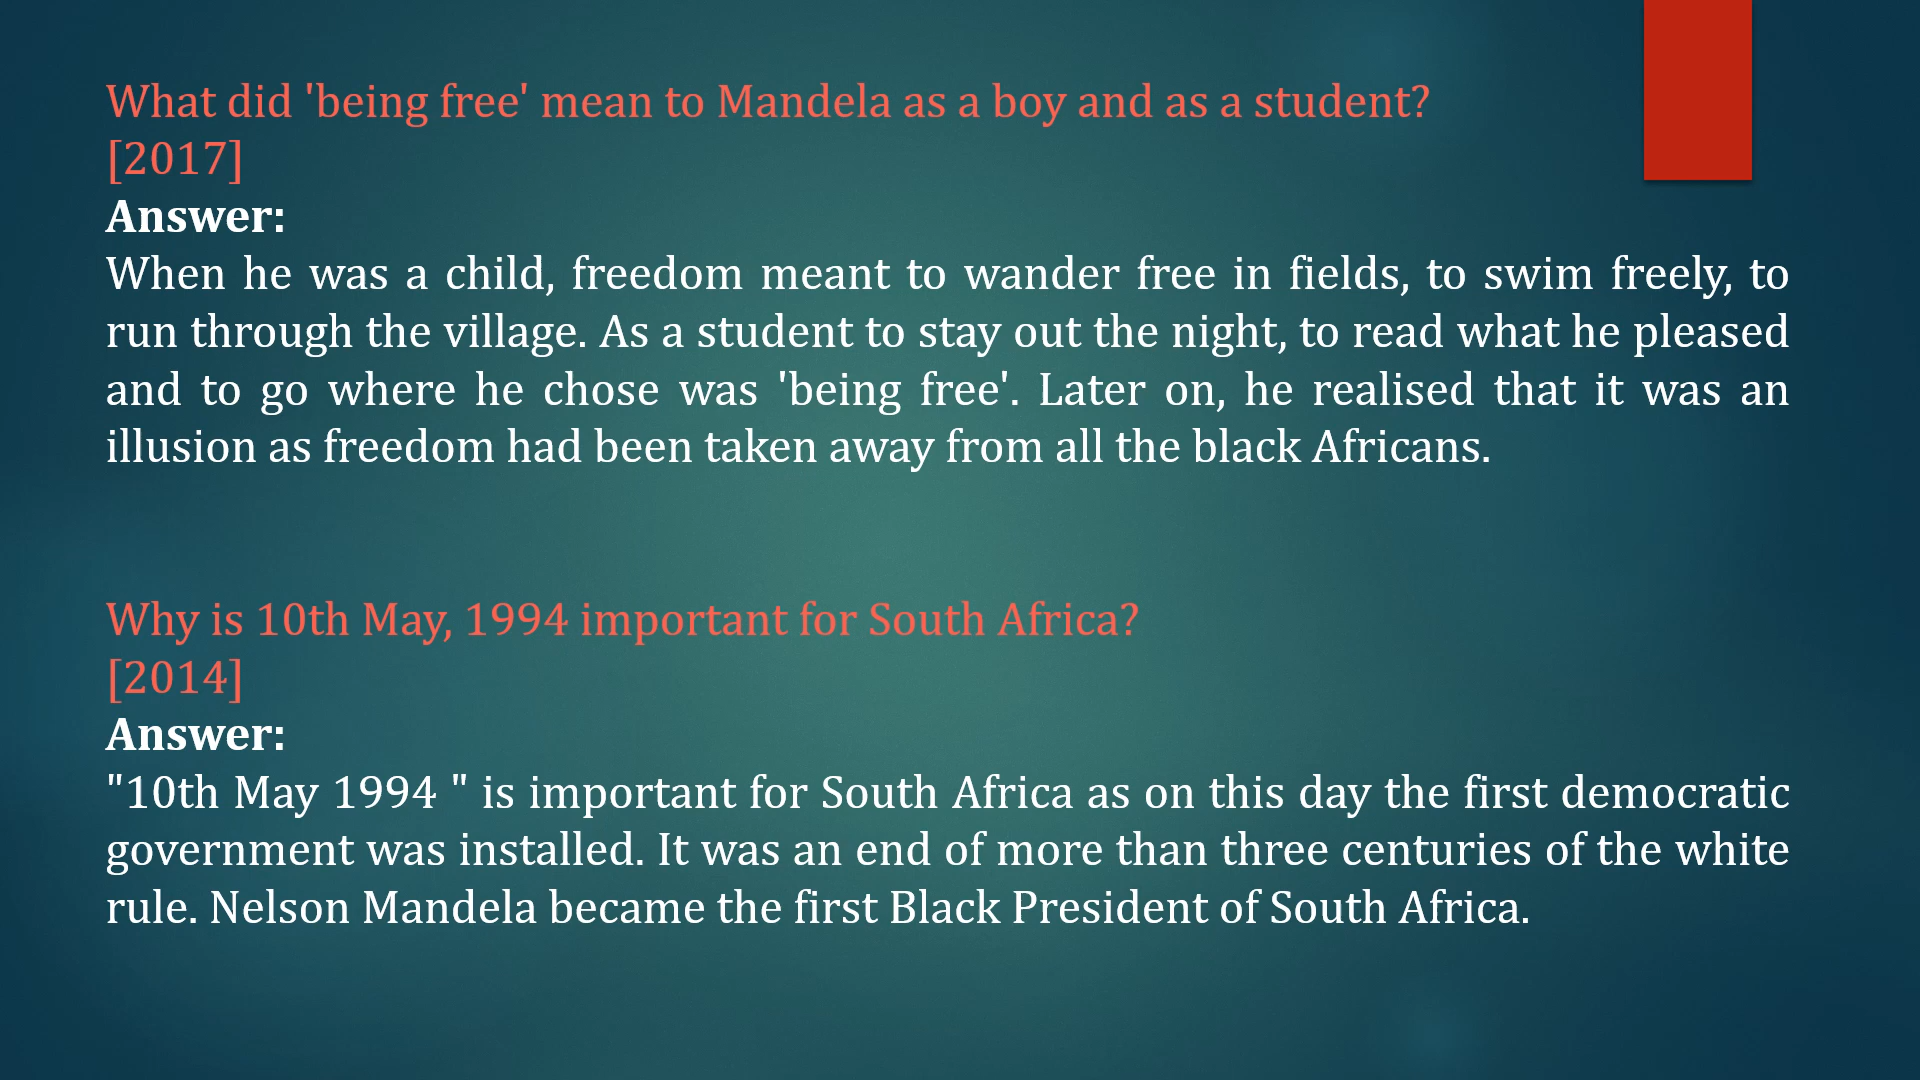 What did 'being free' mean to Mandela as a boy and as a student?
[2017]
Answer:
When he was a child, freedom meant to wander free in fields, to swim freely, to
run through the village. As a student to stay out the night, to read what he pleased
and to go where he chose was 'being free'. Later on, he realised that it was an
illusion as freedom had been taken away from all the black Africans.
Why is 10th May, 1994 important for South Africa?
[2014]
Answer:
"10th May 1994 " is important for South Africa as on this day the first democratic
government was installed. It was an end of more than three centuries of the white
rule. Nelson Mandela became the first Black President of South Africa.